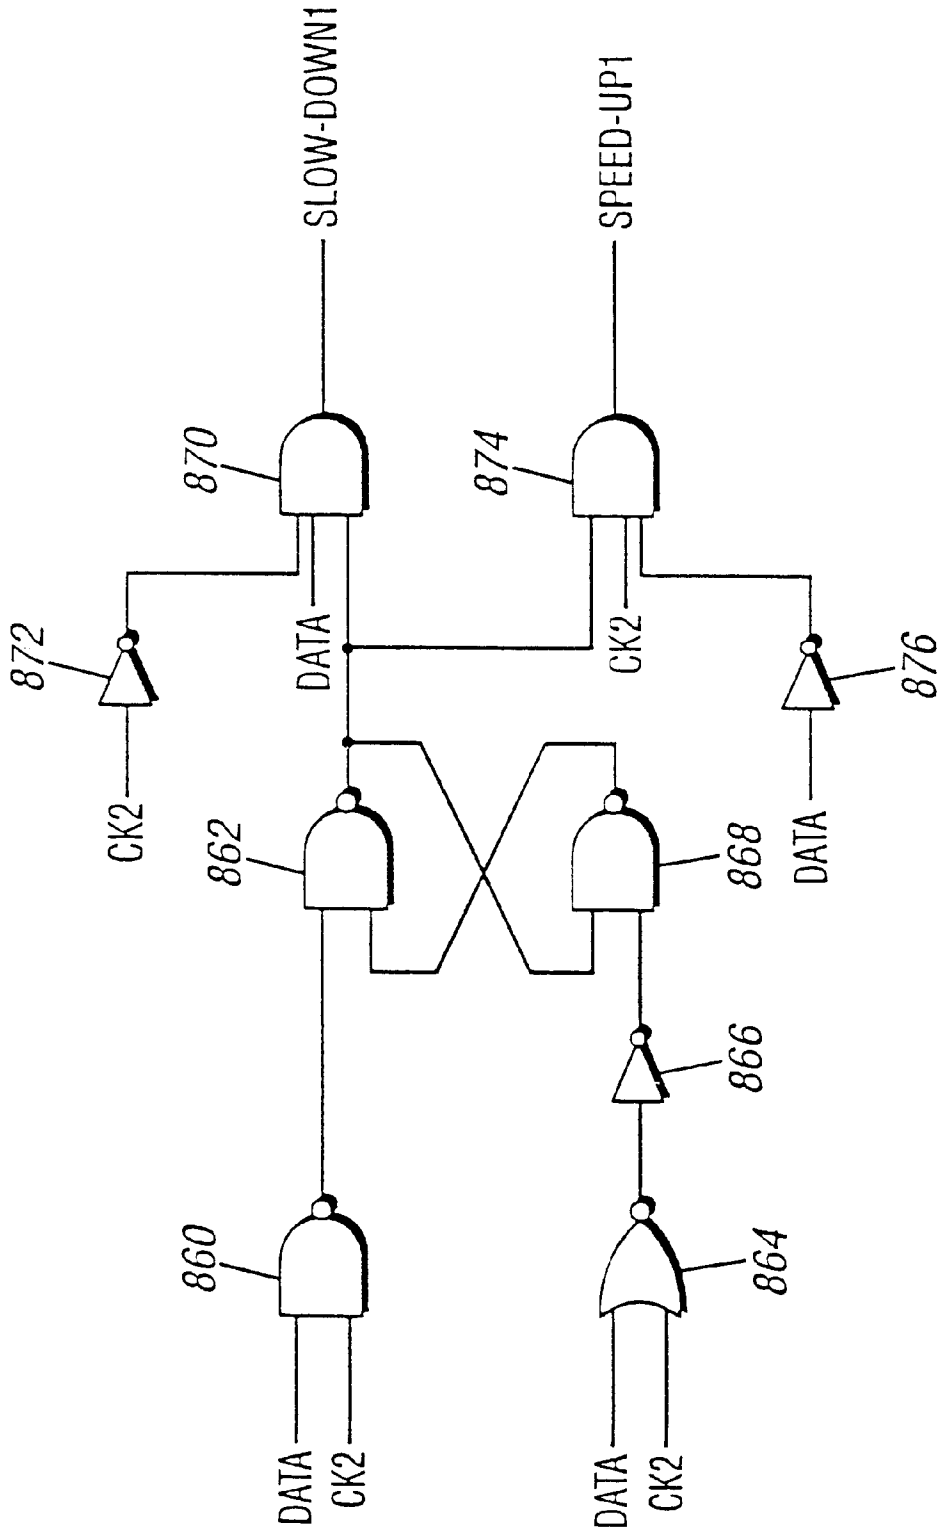 SLOW-DOWN1
SPEED-UP1
870
874
872
DATA
CK2
876
CK2
862
868
DATA
866
860
864
DATA
CK2
DATA
CK2